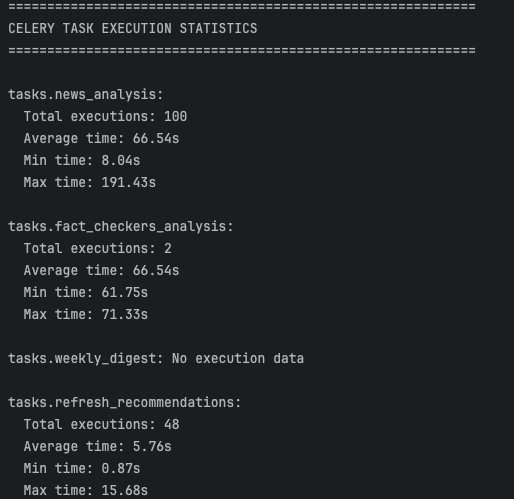 ============================================================
CELERY TASK EXECUTION STATISTICS
============================================================
tasks.news_analysis:
Total executions: 100
Average time: 66.54s
Min time: 8.04s
Max time: 191.43s
tasks.fact_checkers_analysis:
Total executions: 2
Average time: 66.54s
Min time: 61.75s
Max time: 71.33s
tasks.weekly_digest: No execution data
tasks.refresh_recommendations:
Total executions: 48
Average time: 5.76s
Min time: 0.87s
Max time: 15.68s